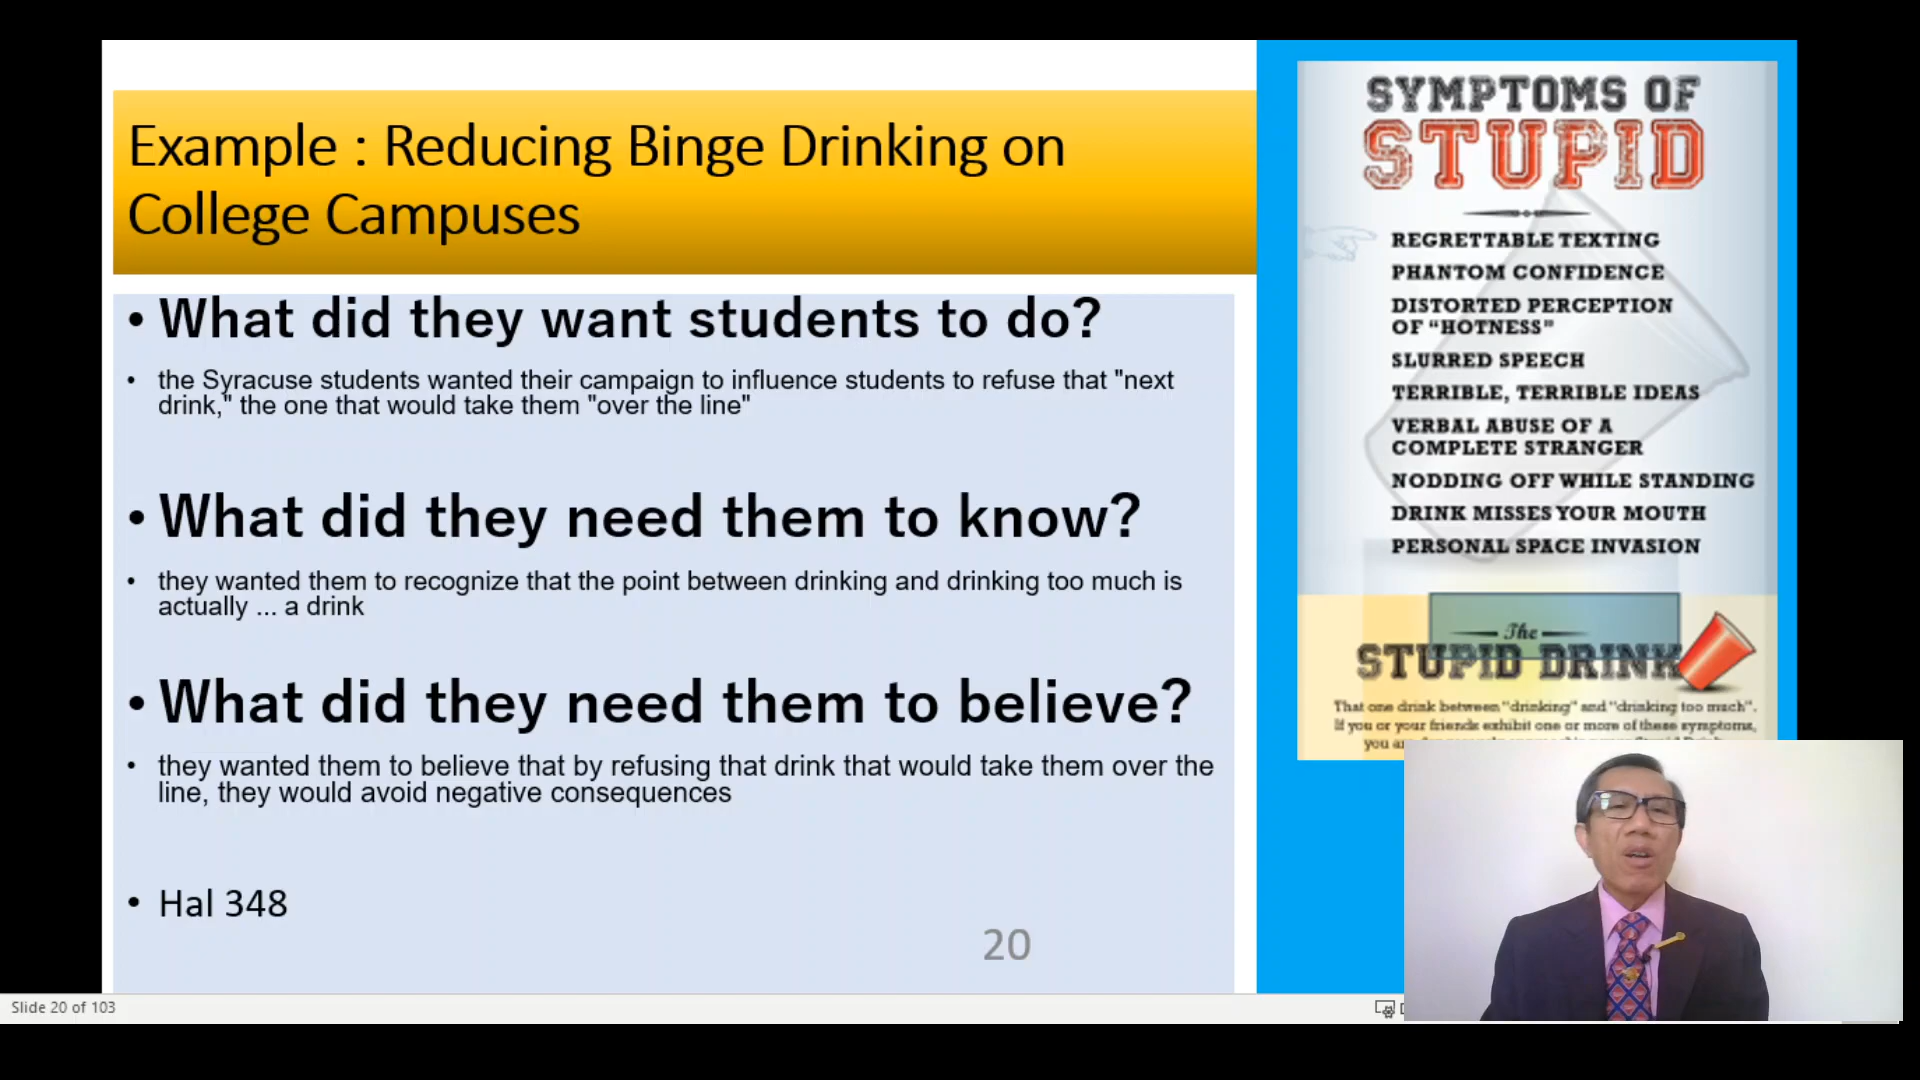 Example : Reducing Binge Drinking on
College Campuses
• What did they want students to do?
• the Syracuse students wanted their campaign to influence students to refuse that "next
drink," the one that would take them "over the line"
• What did they need them to know?
• they wanted them to recognize that the point between drinking and drinking too much is
actually ... a drink
• What did they need them to believe?
• they wanted them to believe that by refusing that drink that would take them over the
line, they would avoid negative consequences
• Hal 348
20
SYMPTOMS OF
STUPID
REGRETTABLE TEXTING
PHANTOM CONFIDENCE
DISTORTED PERCEPTION
OF “HOTNESS”
SLURRED SPEECH
TERRIBLE, TERRIBLE IDEAS
VERBAL ABUSE OF A
COMPLETE STRANGER
NODDING OFF WHILE STANDING
DRINK MISSES YOUR MOUTH
PERSONAL SPACE INVASION
The
STUPID DRINK
That one drink between “drinking” and “drinking too much”.
If you or your friends exhibit one or more of these symptoms,
you
Slide 20 of 103